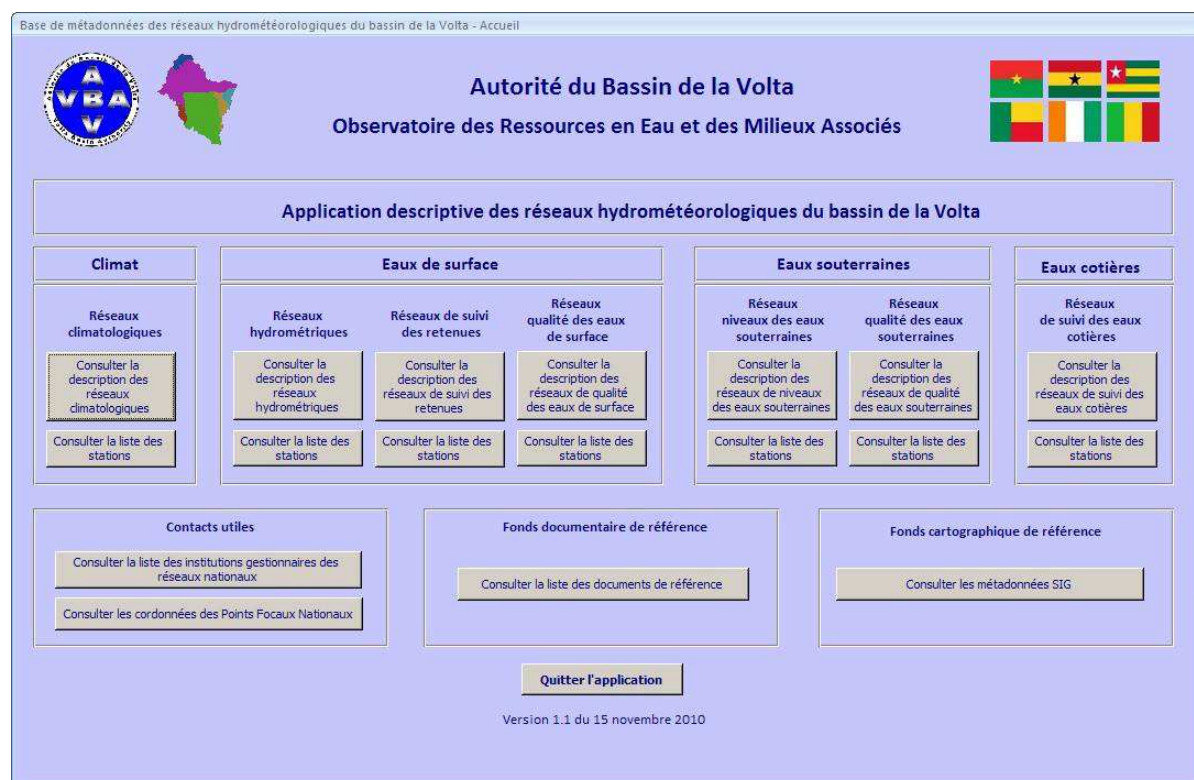 Base de métadonnées des réseaux hydrométéorologiques du bassin de la Volta - Accueil
A
VBA
V
Autorité du Bassin de la Volta
Observatoire des Ressources en Eau et des Milieux Associés
Application descriptive des réseaux hydrométéorologiques du bassin de la Volta
Climat
Réseaux
climatologiques
Consulter la
description des
réseaux
climatologiques
Consulter la liste des
stations
Eaux de surface
Réseaux
hydrométriques
Consulter la
description des
réseaux
hydrométriques
Consulter la liste des
stations
Réseaux de suivi
des retenues
Consulter la
description des
réseaux de suivi des
retenues
Consulter la liste des
stations
Réseaux
qualité des eaux
de surface
Consulter la
description des
réseaux de qualité
des eaux de surface
Consulter la liste des
stations
Eaux souterraines
Réseaux
niveaux des eaux
souterraines
Consulter la
description des
réseaux de niveaux
des eaux souterraines
Consulter la liste des
stations
Réseaux
qualité des eaux
souterraines
Consulter la
description des
réseaux de qualité
des eaux souterraines
Consulter la liste des
stations
Eaux cotières
Réseaux
de suivi des eaux
cotières
Consulter la
description des
réseaux de suivi des
eaux cotières
Consulter la liste des
stations
Contacts utiles
Consulter la liste des institutions gestionnaires des
réseaux nationaux
Consulter les cordonnées des Points Focaux Nationaux
Fonds documentaire de référence
Consulter la liste des documents de référence
Fonds cartographique de référence
Consulter les métadonnées SIG
Quitter l'application
Version 1.1 du 15 novembre 2010